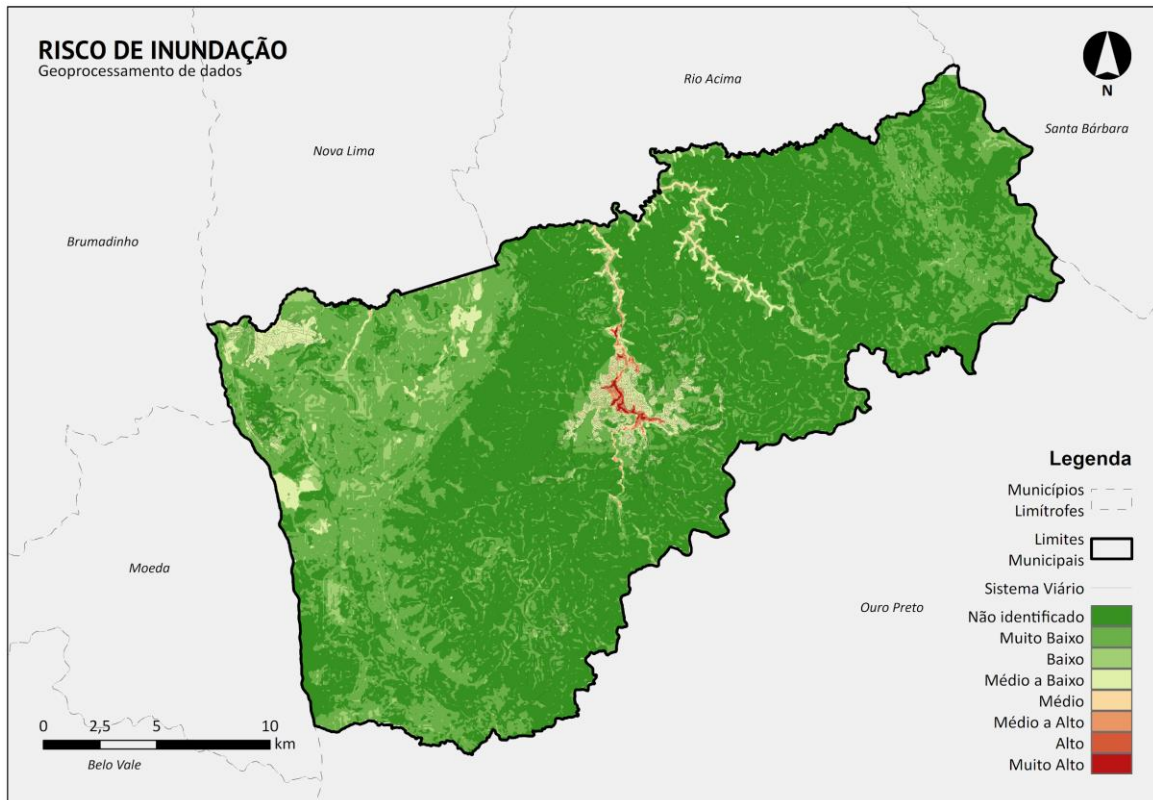 RISCO DE INUNDAÇÃO
Geoprocessamento de dados
N
Rio Acima
Santa Bárbara
Nova Lima
Brumadinho
Moeda
Ouro Preto
Belo Vale
0 2,5 5 10
km
Legenda
Municípios
Limítrofes
Limites
Municipais
Sistema Viário
Não identificado
Muito Baixo
Baixo
Médio a Baixo
Médio
Médio a Alto
Alto
Muito Alto